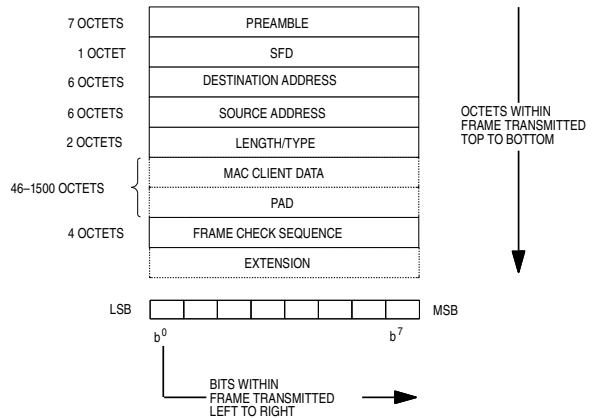 7 OCTETS PREAMBLE
1 OCTET SFD
6 OCTETS DESTINATION ADDRESS
6 OCTETS SOURCE ADDRESS
2 OCTETS LENGTH/TYPE
MAC CLIENT DATA
46–1500 OCTETS
PAD
4 OCTETS FRAME CHECK SEQUENCE
EXTENSION
OCTETS WITHIN
FRAME TRANSMITTED
TOP TO BOTTOM
LSB MSB
b0 b7
BITS WITHIN
FRAME TRANSMITTED
LEFT TO RIGHT